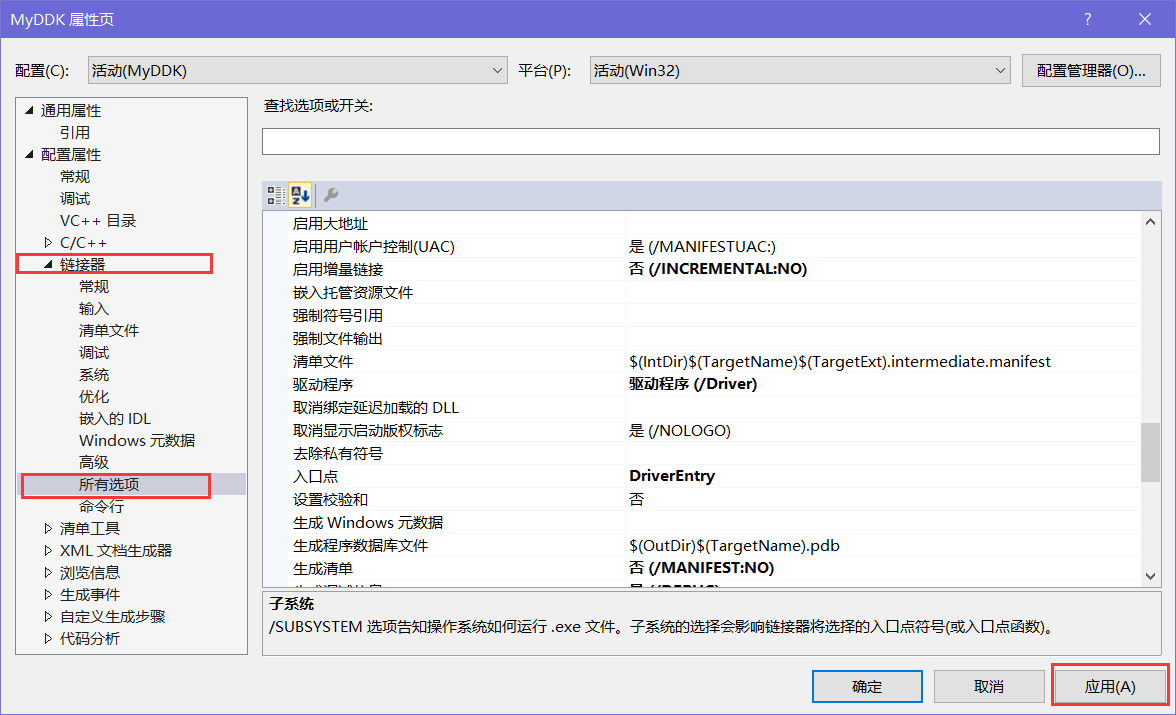 MyDDK 属性页
配置(C): 活动(MyDDK) 平台(P): 活动(Win32) 配置管理器(O)...
通用属性
引用
配置属性
常规
调试
VC++ 目录
C/C++
链接器
常规
输入
清单文件
调试
系统
优化
嵌入的 IDL
Windows 元数据
高级
所有选项
命令行
清单工具
XML 文档生成器
浏览信息
生成事件
自定义生成步骤
代码分析
查找选项或开关:
启用大地址
启用用户帐户控制(UAC) 是 (/MANIFESTUAC:)
启用增量链接 否 (/INCREMENTAL:NO)
嵌入托管资源文件
强制符号引用
强制文件输出
清单文件 $(IntDir)$(TargetName)$(TargetExt).intermediate.manifest
驱动程序 驱动程序 (/Driver)
取消绑定延迟加载的 DLL
取消显示启动版权标志 是 (/NOLOGO)
去除私有符号
入口点 DriverEntry
设置校验和 否
生成 Windows 元数据
生成程序数据库文件 $(OutDir)$(TargetName).pdb
生成清单 否 (/MANIFEST:NO)
生成调试信息 是 (/DEBUG)
子系统
/SUBSYSTEM 选项告知操作系统如何运行 .exe 文件。子系统的选择会影响链接器将选择的入口点符号(或入口点函数)。
确定 取消 应用(A)